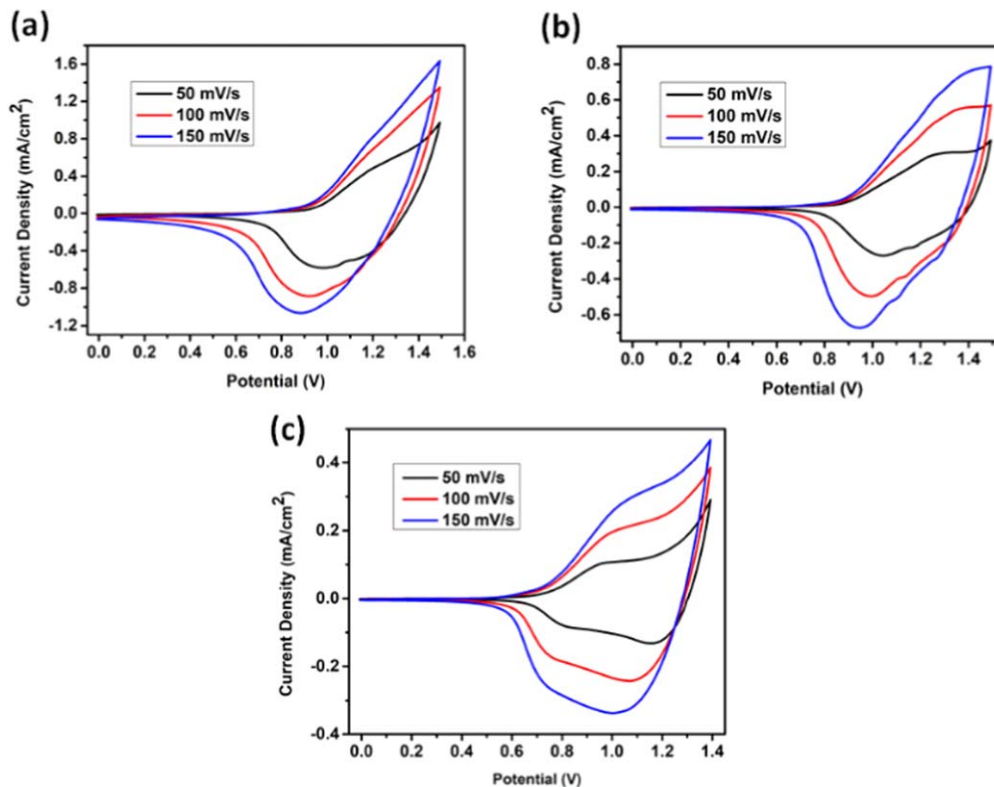 (a)
1.6
1.2
0.8
0.4
0.0
-0.4
-0.8
-1.2
Current Density (mA/cm²)
50 mV/s
100 mV/s
150 mV/s
0.0 0.2 0.4 0.6 0.8 1.0 1.2 1.4 1.6
Potential (V)
(b)
0.8
0.6
0.4
0.2
0.0
-0.2
-0.4
-0.6
Current Density (mA/cm²)
50 mV/s
100 mV/s
150 mV/s
0.0 0.2 0.4 0.6 0.8 1.0 1.2 1.4
Potential (V)
(c)
0.4
0.2
0.0
-0.2
-0.4
Current Density (mA/cm²)
50 mV/s
100 mV/s
150 mV/s
0.0 0.2 0.4 0.6 0.8 1.0 1.2 1.4
Potential (V)